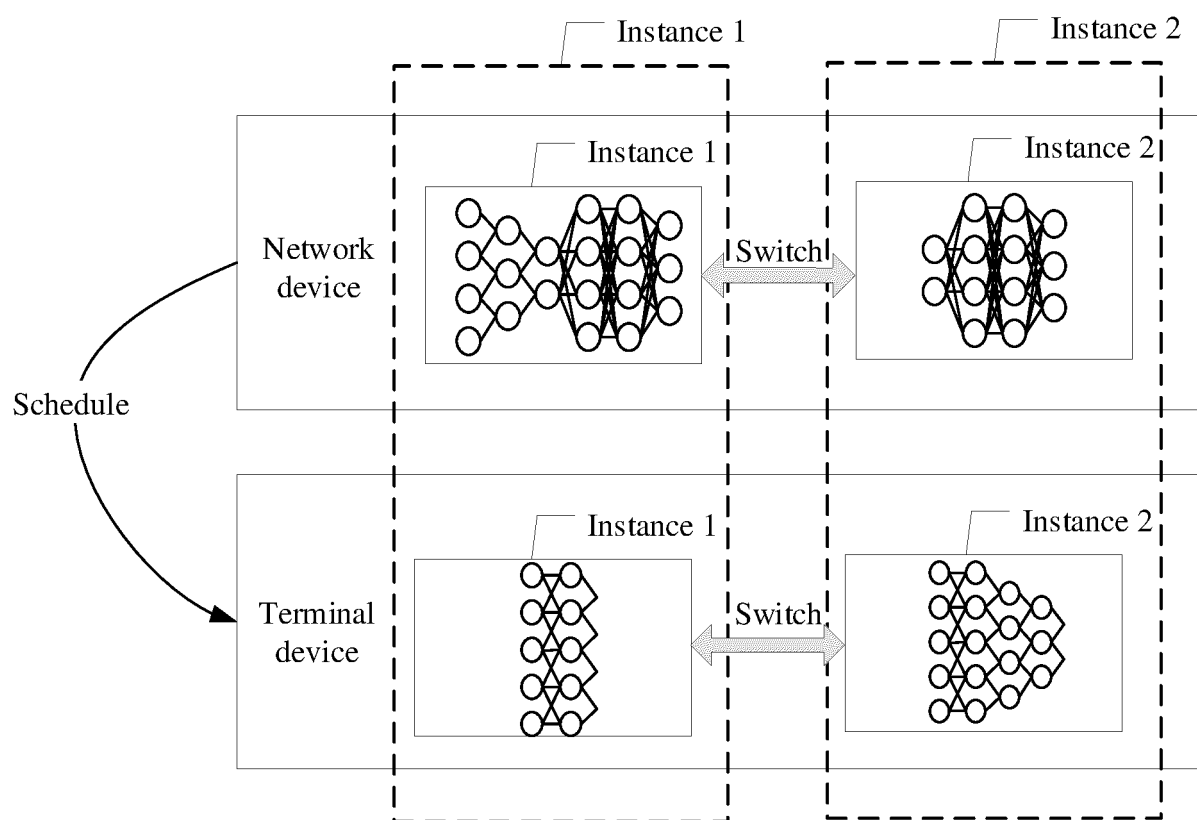 Instance 1
Instance 2
Instance 1
Instance 2
Network
device
Switch
Schedule
Instance 1
Instance 2
Terminal
device
Switch